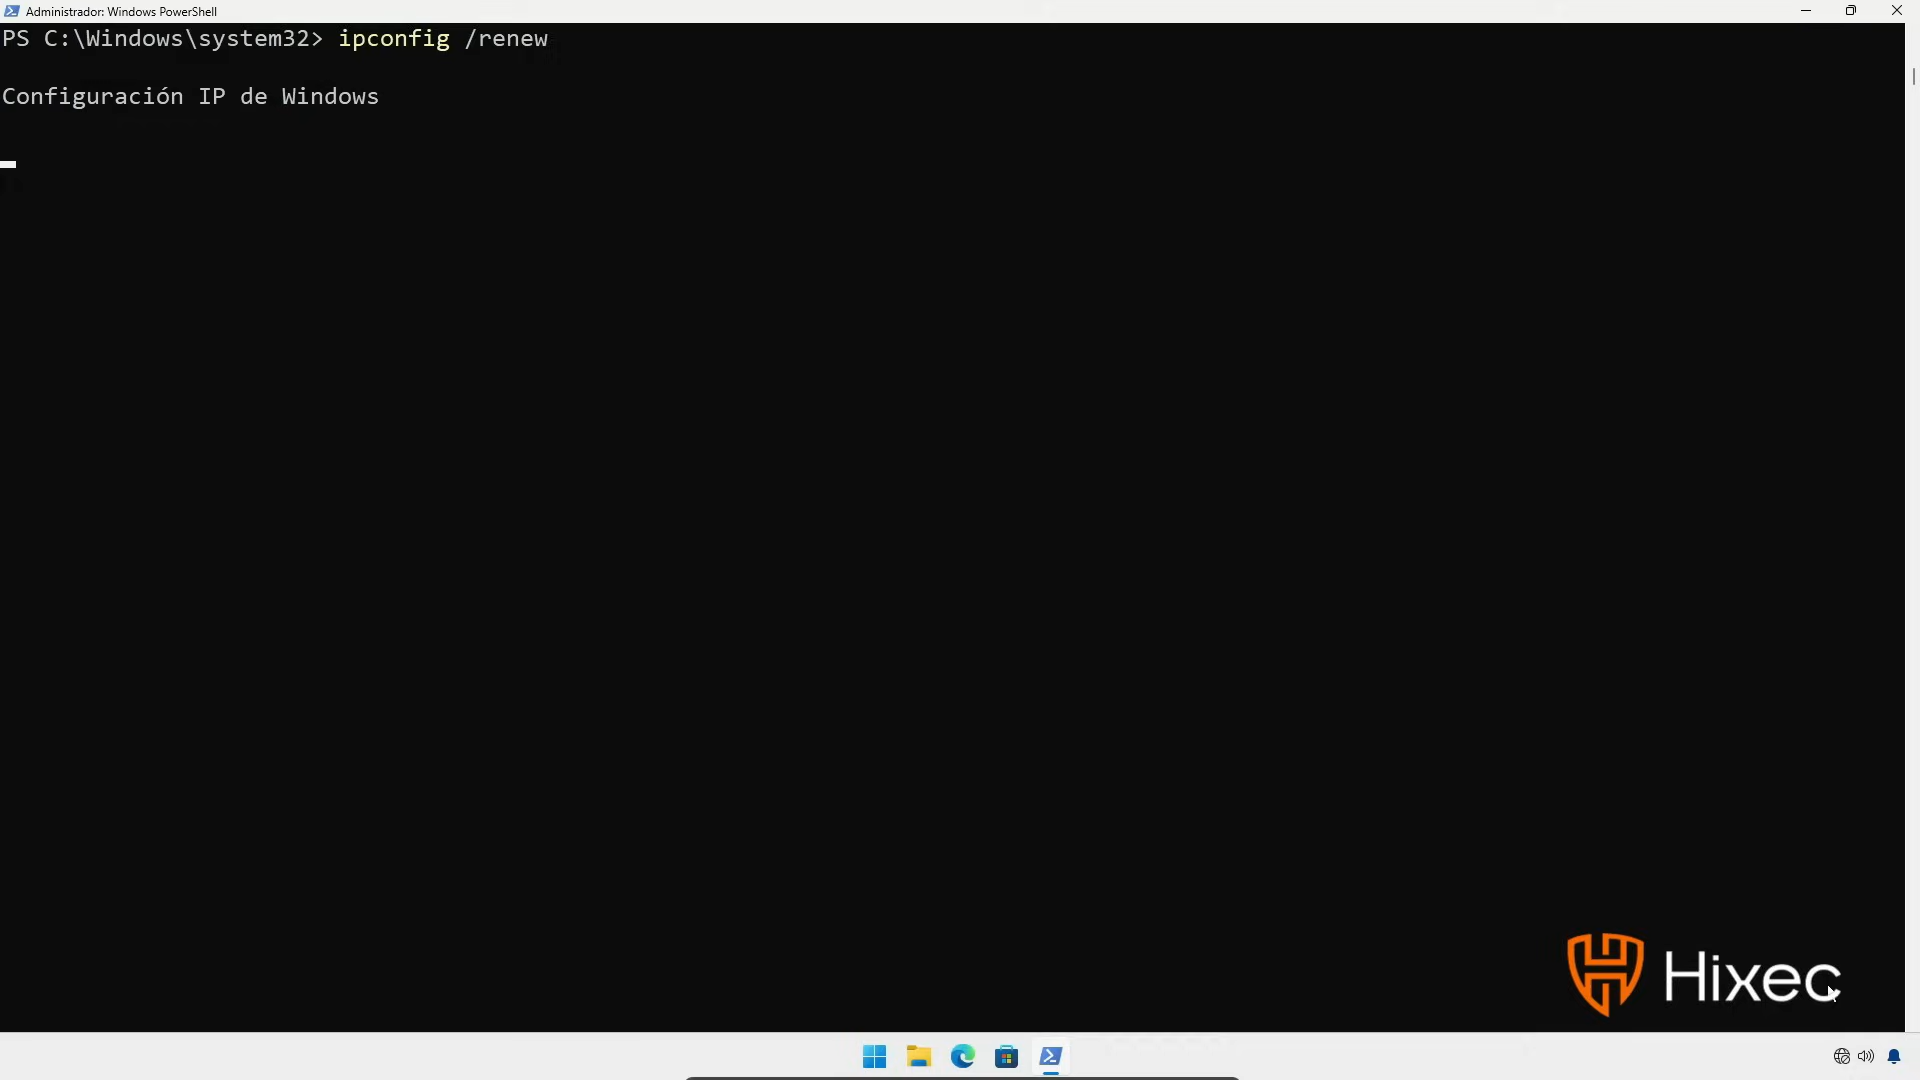 Administrador: Windows PowerShell
PS C:\Windows\system32> ipconfig /renew
Configuración IP de Windows
Hixec